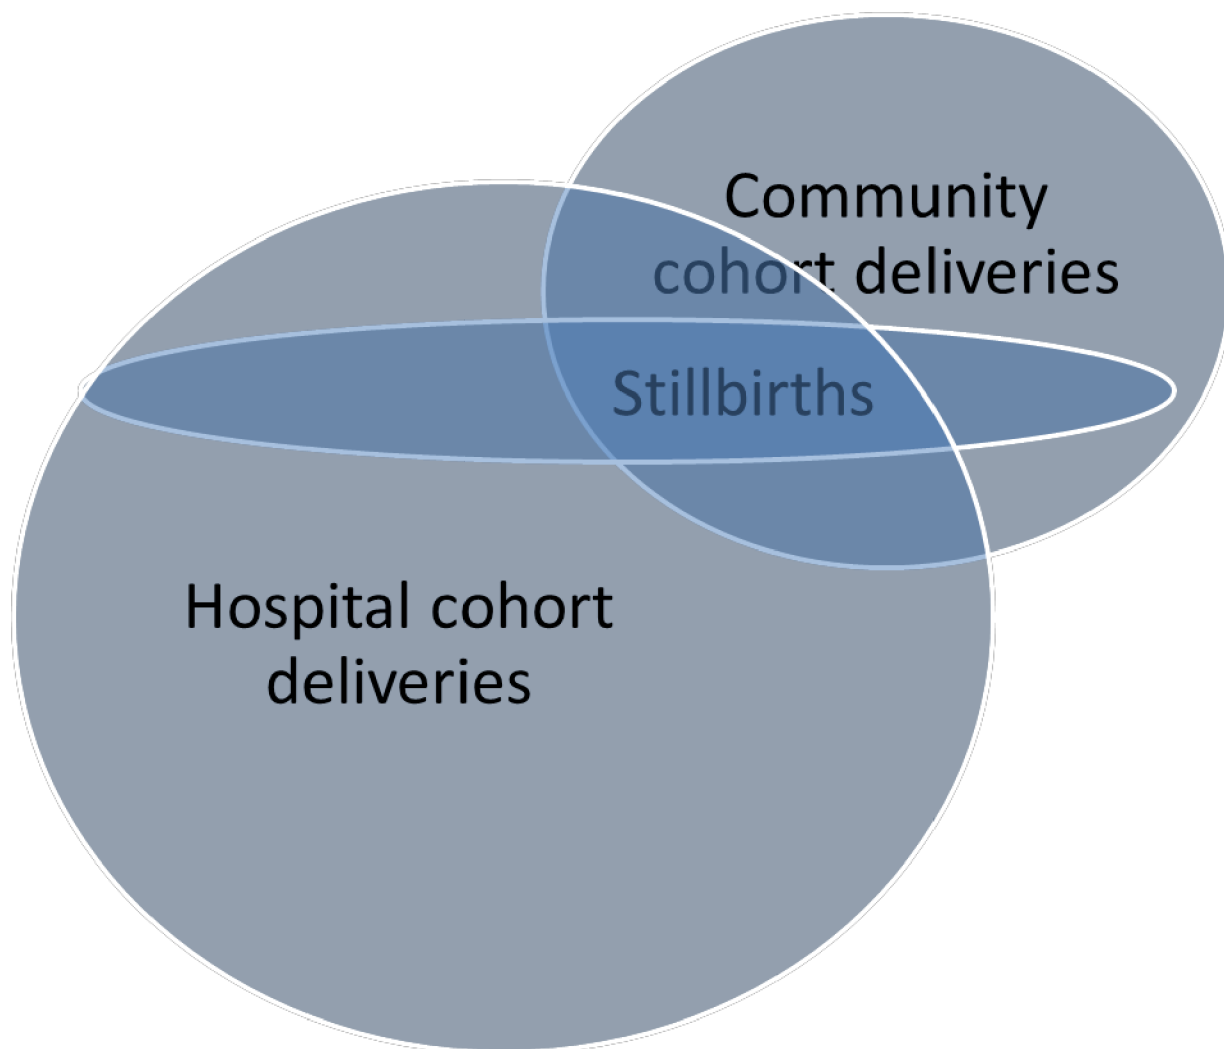 Community
cohort deliveries
Stillbirths
Hospital cohort
deliveries